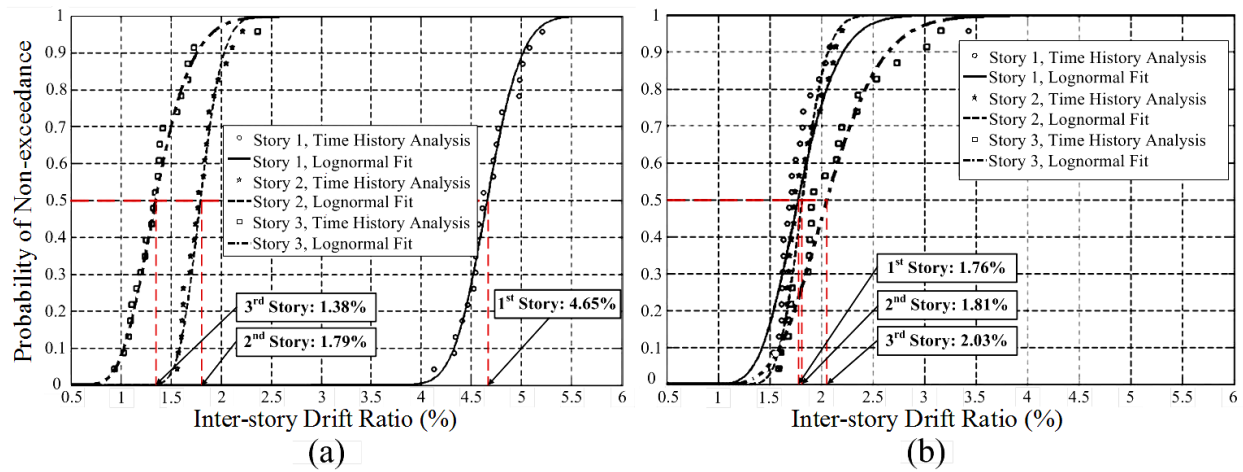 Probability of Non-exceedance
1
0.9
0.8
0.7
0.6
0.5
0.4
0.3
0.2
0.1
0
Story 1, Time History Analysis
Story 1, Lognormal Fit
Story 2, Time History Analysis
Story 2, Lognormal Fit
Story 3, Time History Analysis
Story 3, Lognormal Fit
3rd Story: 1.38%
2nd Story: 1.79%
1st Story: 4.65%
0.5 1 1.5 2 2.5 3 3.5 4 4.5 5 5.5 6
Inter-story Drift Ratio (%)
(a)
1
0.9
0.8
0.7
0.6
0.5
0.4
0.3
0.2
0.1
0
Story 1, Time History Analysis
Story 1, Lognormal Fit
Story 2, Time History Analysis
Story 2, Lognormal Fit
Story 3, Time History Analysis
Story 3, Lognormal Fit
1st Story: 1.76%
2nd Story: 1.81%
3rd Story: 2.03%
0.5 1 1.5 2 2.5 3 3.5 4 4.5 5 5.5 6
Inter-story Drift Ratio (%)
(b)